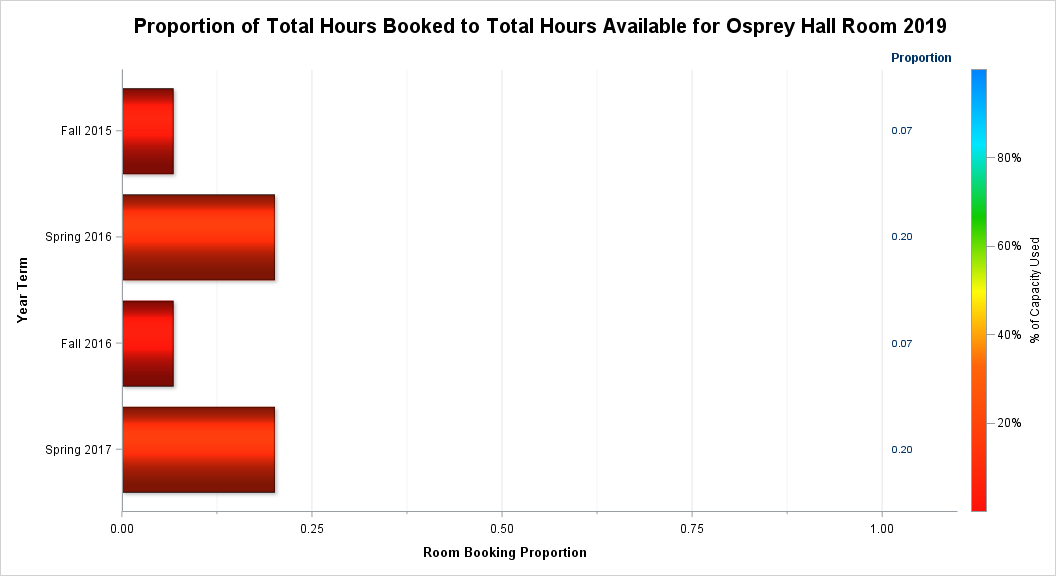 Proportion of Total Hours Booked to Total Hours Available for Osprey Hall Room 2019
Proportion
Fall 2015
0.07
Spring 2016
0.20
Fall 2016
0.07
Spring 2017
0.20
Year Term
0.00
0.25
0.50
0.75
1.00
Room Booking Proportion
80%
60%
40%
20%
% of Capacity Used